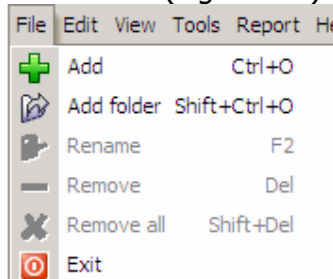 File Edit View Tools Report
Add Ctrl+O
Add folder Shift+Ctrl+O
Rename F2
Remove Del
Remove all Shift+Del
Exit